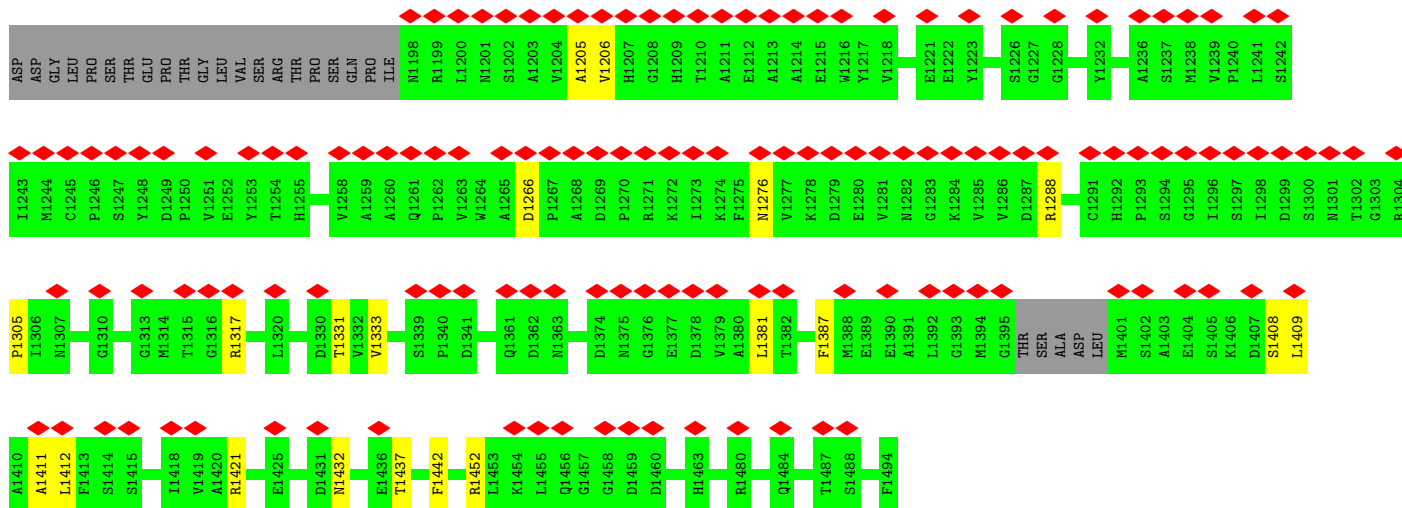 ASP ASP GLY LEU PRO SER THR GLU PRO THR GLY LEU VAL SER ARG THR PRO SER GLN PRO ILE N1198 R1199 L1200 N1201 S1202 A1203 V1204 A1205 V1206 H1207 G1208 H1209 T1210 A1211 E1212 A1213 A1214 E1215 W1216 Y1217 V1218 E1221 E1222 Y1223 S1226 G1227 G1228 Y1232 A1236 S1237 M1238 V1239 P1240 L1241 S1242
I1243 M1244 C1245 P1246 S1247 Y1248 D1249 P1250 V1251 E1252 Y1253 T1254 H1255 V1258 A1259 A1260 Q1261 P1262 V1263 W1264 A1265 D1266 P1267 A1268 D1269 P1270 R1271 K1272 I1273 K1274 F1275 N1276 V1277 K1278 D1279 E1280 V1281 N1282 G1283 K1284 V1285 V1286 D1287 R1288 C1291 H1292 P1293 S1294 G1295 I1296 S1297 I1298 D1299 S1300 N1301 T1302 G1303 R1304
P1305 I1306 N1307 G1310 G1313 M1314 T1315 G1316 R1317 L1320 D1330 T1331 V1332 V1333 S1339 P1340 D1341 Q1361 D1362 N1363 D1374 N1375 G1376 E1377 D1378 V1379 A1380 L1381 T1382 F1387 M1388 E1389 E1390 A1391 L1392 G1393 M1394 G1395 THR SER ALA ASP LEU M1401 S1402 A1403 E1404 S1405 K1406 D1407 S1408 L1409
A1410 A1411 L1412 F1413 S1414 S1415 I1418 V1419 A1420 R1421 E1425 D1431 N1432 E1436 T1437 F1442 R1452 L1453 K1454 L1455 Q1456 G1457 G1458 D1459 D1460 H1463 R1480 Q1484 T1487 S1488 F1494